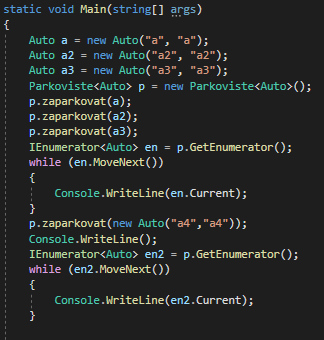 static void Main(string[] args)
{
Auto a = new Auto("a", "a");
Auto a2 = new Auto("a2", "a2");
Auto a3 = new Auto("a3", "a3");
Parkoviste<Auto> p = new Parkoviste<Auto>();
p.zaparkovat(a);
p.zaparkovat(a2);
p.zaparkovat(a3);
IEnumerator<Auto> en = p.GetEnumerator();
while (en.MoveNext())
{
Console.WriteLine(en.Current);
}
p.zaparkovat(new Auto("a4","a4"));
Console.WriteLine();
IEnumerator<Auto> en2 = p.GetEnumerator();
while (en2.MoveNext())
{
Console.WriteLine(en2.Current);
}